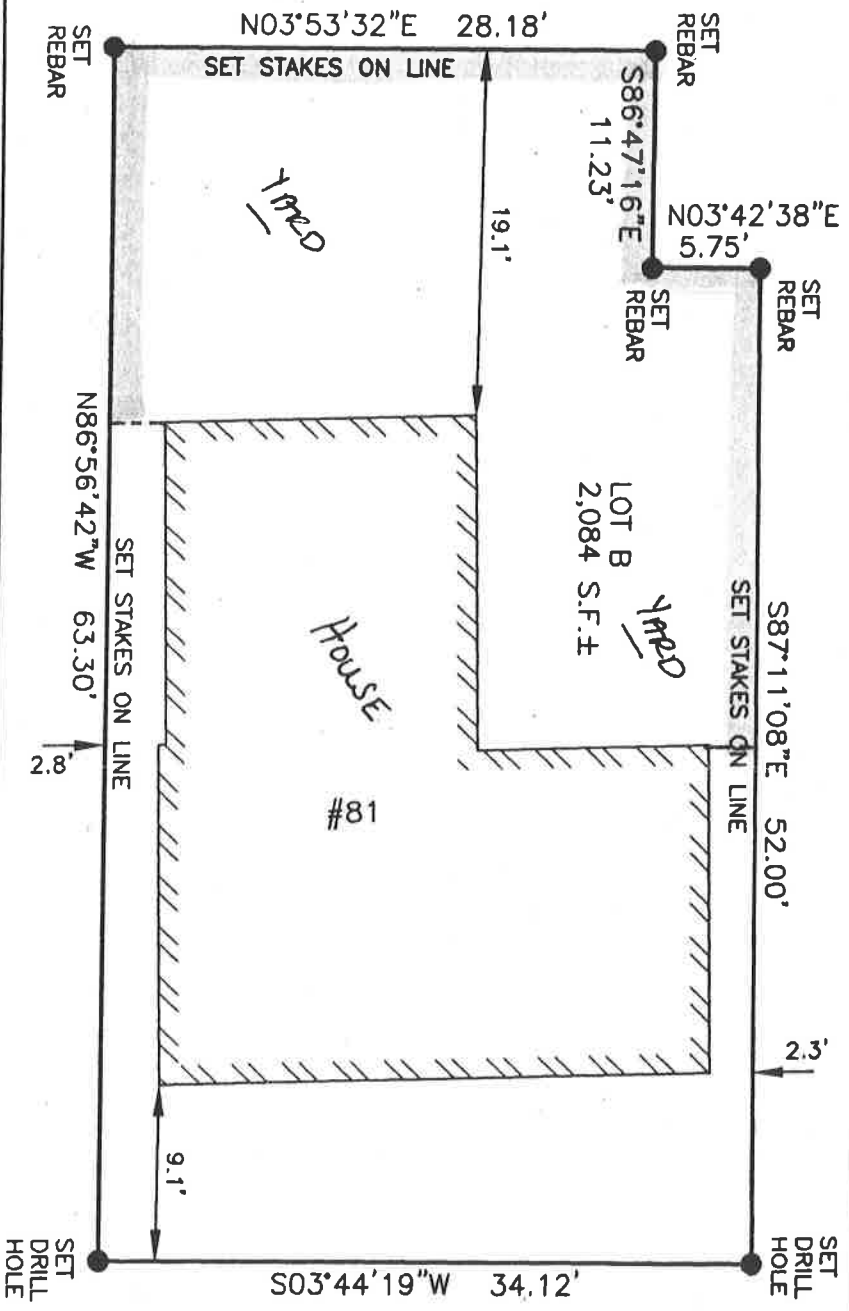 N03°53'32"E 28.18'
SET STAKES ON LINE
SET
REBAR
SET
REBAR
S86°47'16"E
11.23'
N03°42'38"E
5.75'
SET
REBAR
SET
REBAR
YARD
19.1'
LOT B
2,084 S.F.±
YARD
S87°11'08"E 52.00'
SET STAKES ON LINE
N86°56'42"W 63.30'
SET STAKES ON LINE
HOUSE
#81
2.8'
2.3'
9.1'
S03°44'19"W 34.12'
SET
DRILL
HOLE
SET
DRILL
HOLE